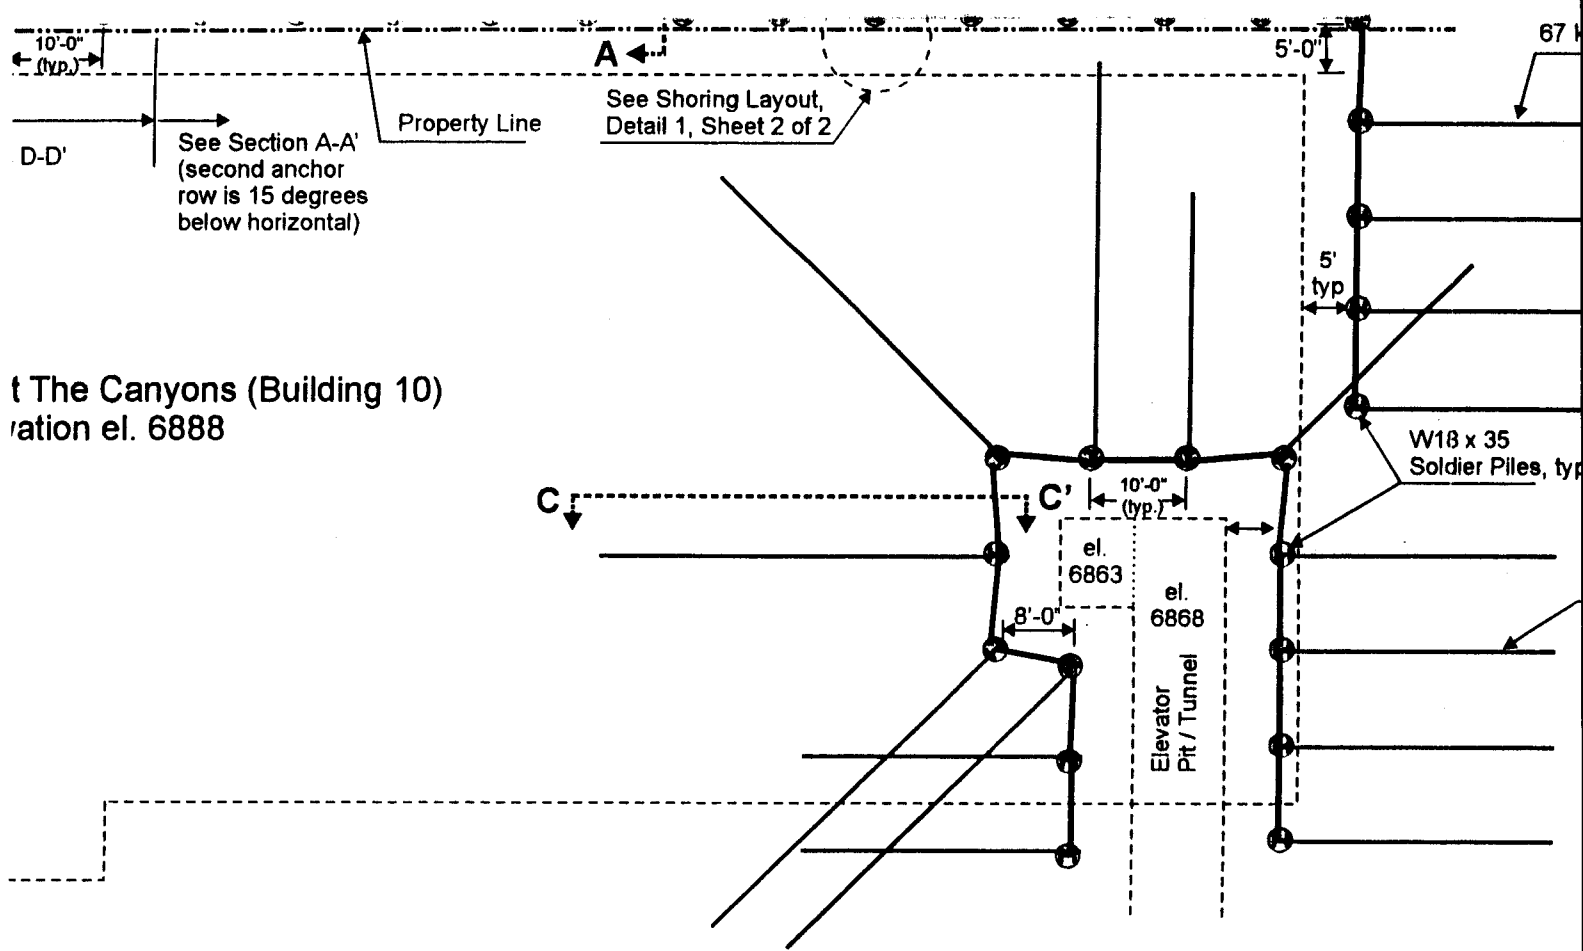 10'-0"
(typ.)
A
5'-0"
67
See Shoring Layout,
Detail 1, Sheet 2 of 2
Property Line
D-D'
See Section A-A'
(second anchor
row is 15 degrees
below horizontal)
5'
typ
t The Canyons (Building 10)
ation el. 6888
W18 x 35
Soldier Piles, typ
C
C'
10'-0"
(typ.)
el.
6863
el.
6868
8'-0"
Elevator
Pit / Tunnel